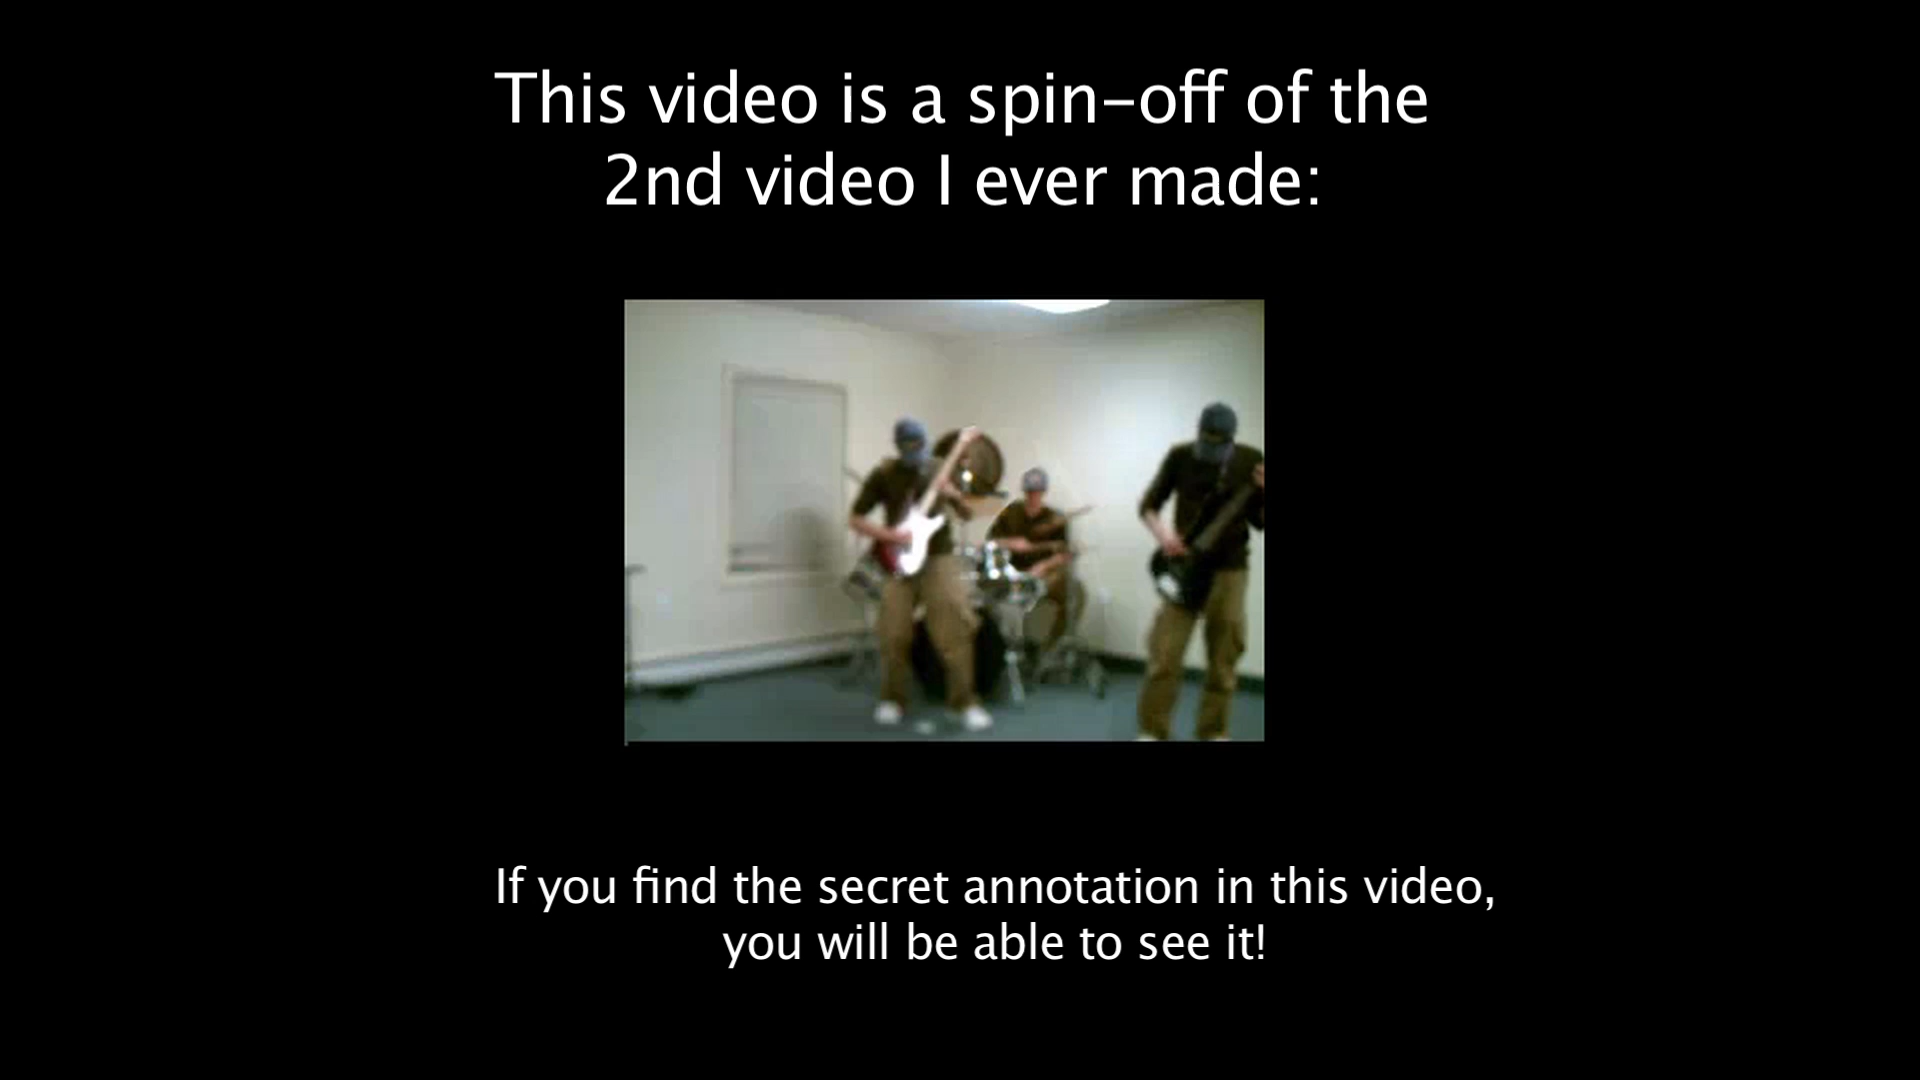 This video is a spin-off of the
2nd video I ever made:
If you find the secret annotation in this video,
you will be able to see it!